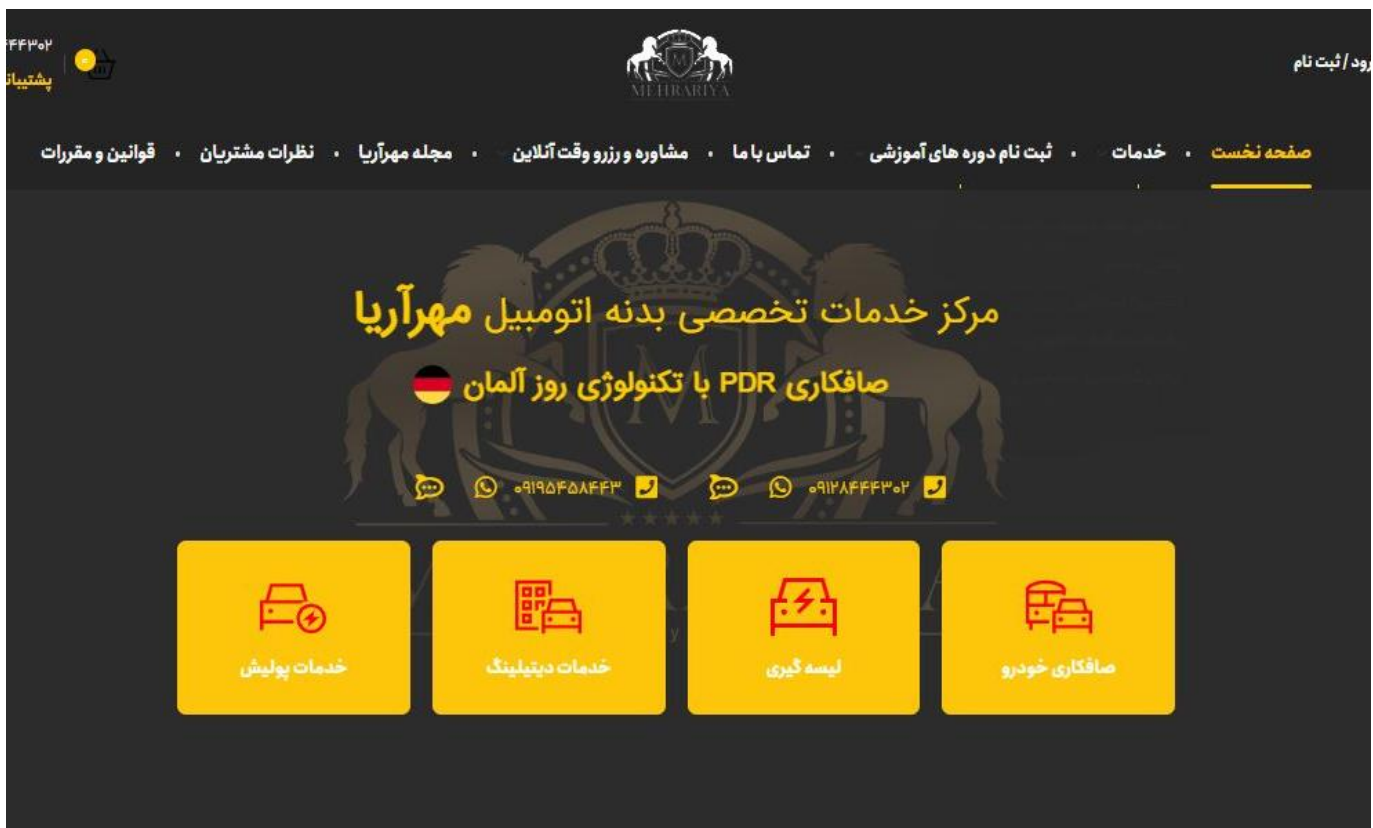 ثبت نام
۴۴۳۰۲
MEHRARIYA
صفحه نخست • خدمات • ثبت نام دوره های آموزشی • تماس با ما • مشاوره و رزرو وقت آنلاین • مجله مهرآریا • نظرات مشتریان • قوانین و مقررات
مرکز خدمات تخصصی بدنه اتومبیل مهرآریا
صافکاری PDR با تکنولوژی روز آلمان
۰۹۱۲۸۴۴۴۳۰۲ ۰۹۱۹۵۴۵۸۴۴۳
صافکاری خودرو
لیسه گیری
خدمات دیتیلینگ
خدمات پولیش